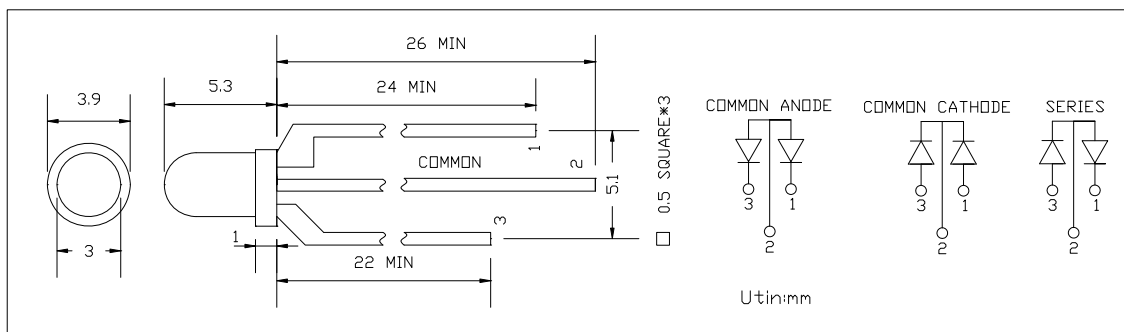 26 MIN
24 MIN
5.3
3.9
COMMON
1
2
3
5.1
□ 0.5 SQUARE*3
3
1
22 MIN
COMMON ANODE
3
1
2
COMMON CATHODE
3
1
2
SERIES
3
1
2
Utin:mm